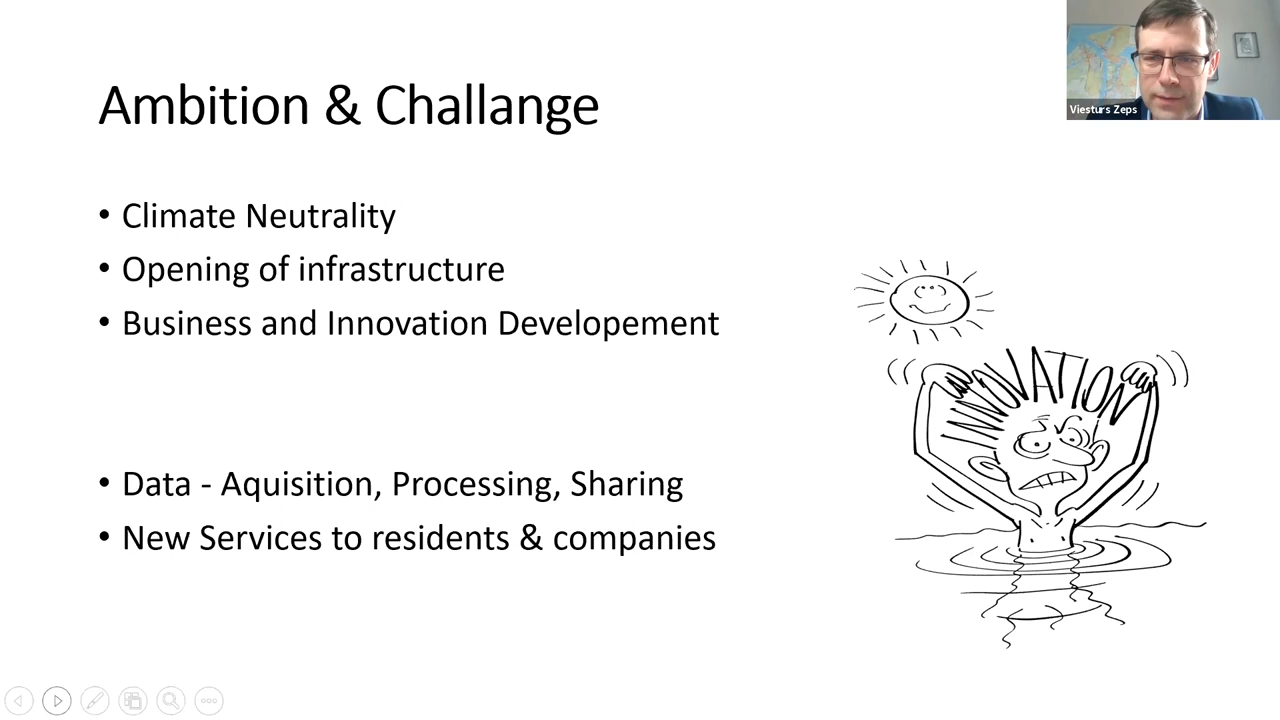 Ambition & Challange
• Climate Neutrality
• Opening of infrastructure
• Business and Innovation Developement
• Data - Aquisition, Processing, Sharing
• New Services to residents & companies
INNOVATION
Viesturs Zeps